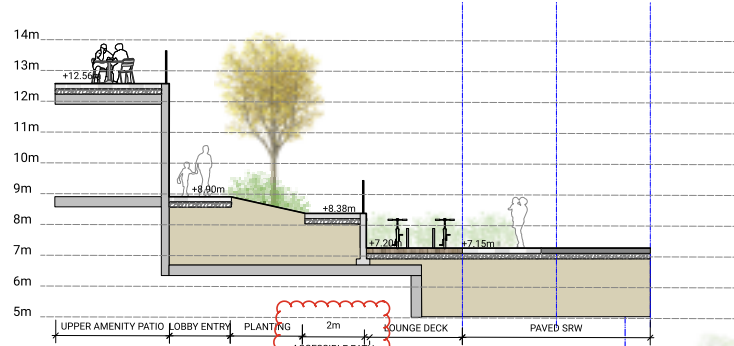 14m
13m
+12.56m
12m
11m
10m
9m
+8.90m
+8.38m
8m
+7.20m
+7.15m
7m
6m
5m
UPPER AMENITY PATIO
LOBBY ENTRY
PLANTING
2m
LOUNGE DECK
PAVED SRW